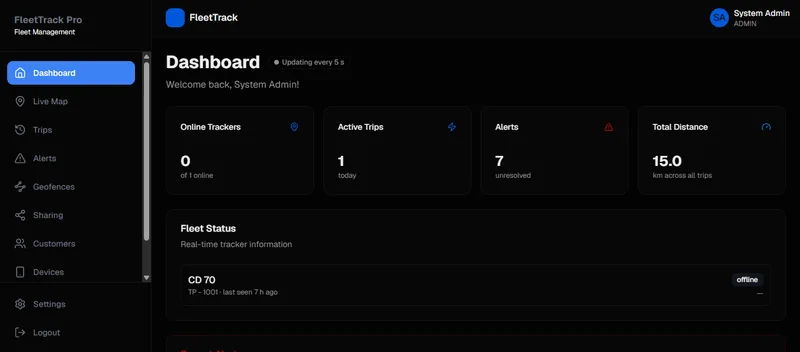 FleetTrack Pro
Fleet Management
Dashboard
Live Map
Trips
Alerts
Geofences
Sharing
Customers
Devices
Settings
Logout
FleetTrack
SA
System Admin
ADMIN
Dashboard
Updating every 5 s
Welcome back, System Admin!
Online Trackers
0
of 1 online
Active Trips
1
today
Alerts
7
unresolved
Total Distance
15.0
km across all trips
Fleet Status
Real-time tracker information
CD 70
offline
TP - 1001 · last seen 7 h ago
—